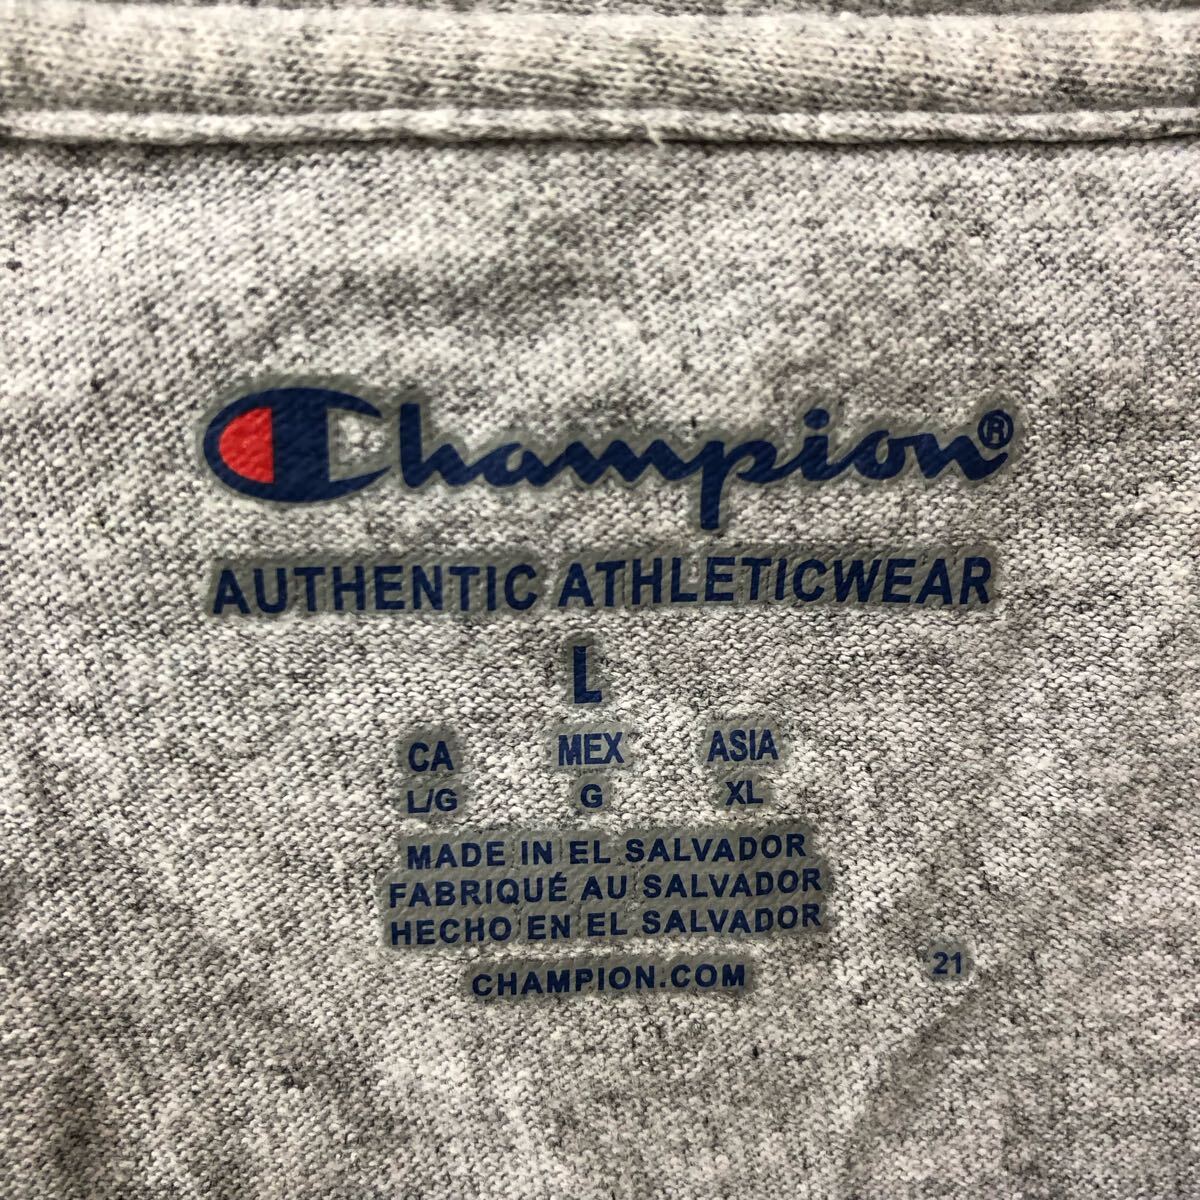 Champion®
AUTHENTIC ATHLETICWEAR
L
CA MEX ASIA
L/G G XL
MADE IN EL SALVADOR
FABRIQUÉ AU SALVADOR
HECHO EN EL SALVADOR
CHAMPION.COM
21